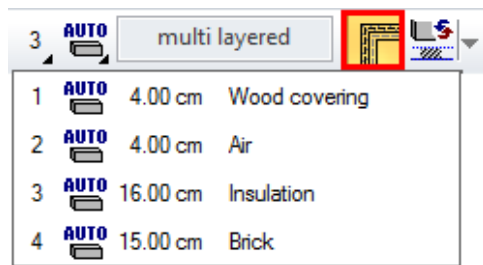 3 AUTO multi layered
1 AUTO 4.00 cm Wood covering
2 AUTO 4.00 cm Air
3 AUTO 16.00 cm Insulation
4 AUTO 15.00 cm Brick